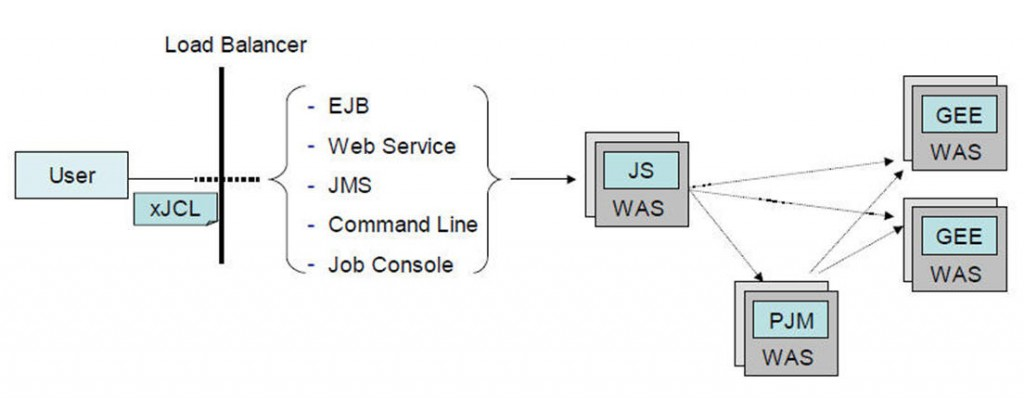 Load Balancer
User
xJCL
- EJB
- Web Service
- JMS
- Command Line
- Job Console
JS
WAS
GEE
WAS
GEE
WAS
PJM
WAS